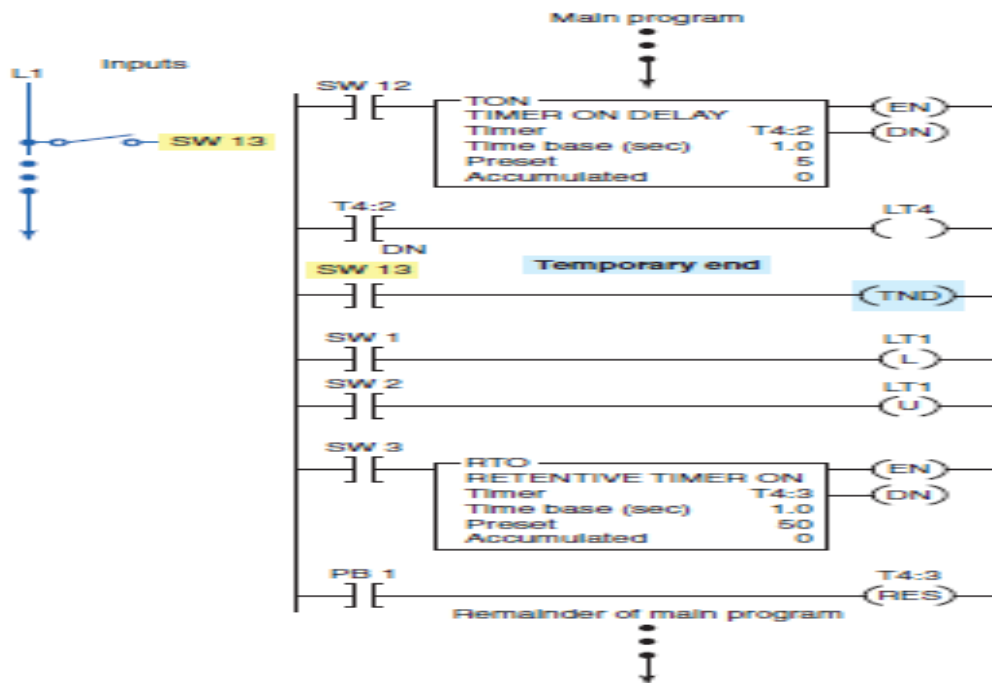 Main program
L1 Inputs
SW 13
SW 12
TON
TIMER ON DELAY
Timer T4:2
Time base (sec) 1.0
Preset 5
Accumulated 0
EN
DN
T4:2
DN
LT4
SW 13
Temporary end
TND
SW 1
LT1
L
SW 2
LT1
U
SW 3
RTO
RETENTIVE TIMER ON
Timer T4:3
Time base (sec) 1.0
Preset 50
Accumulated 0
EN
DN
PB 1
T4:3
RES
Remainder of main program